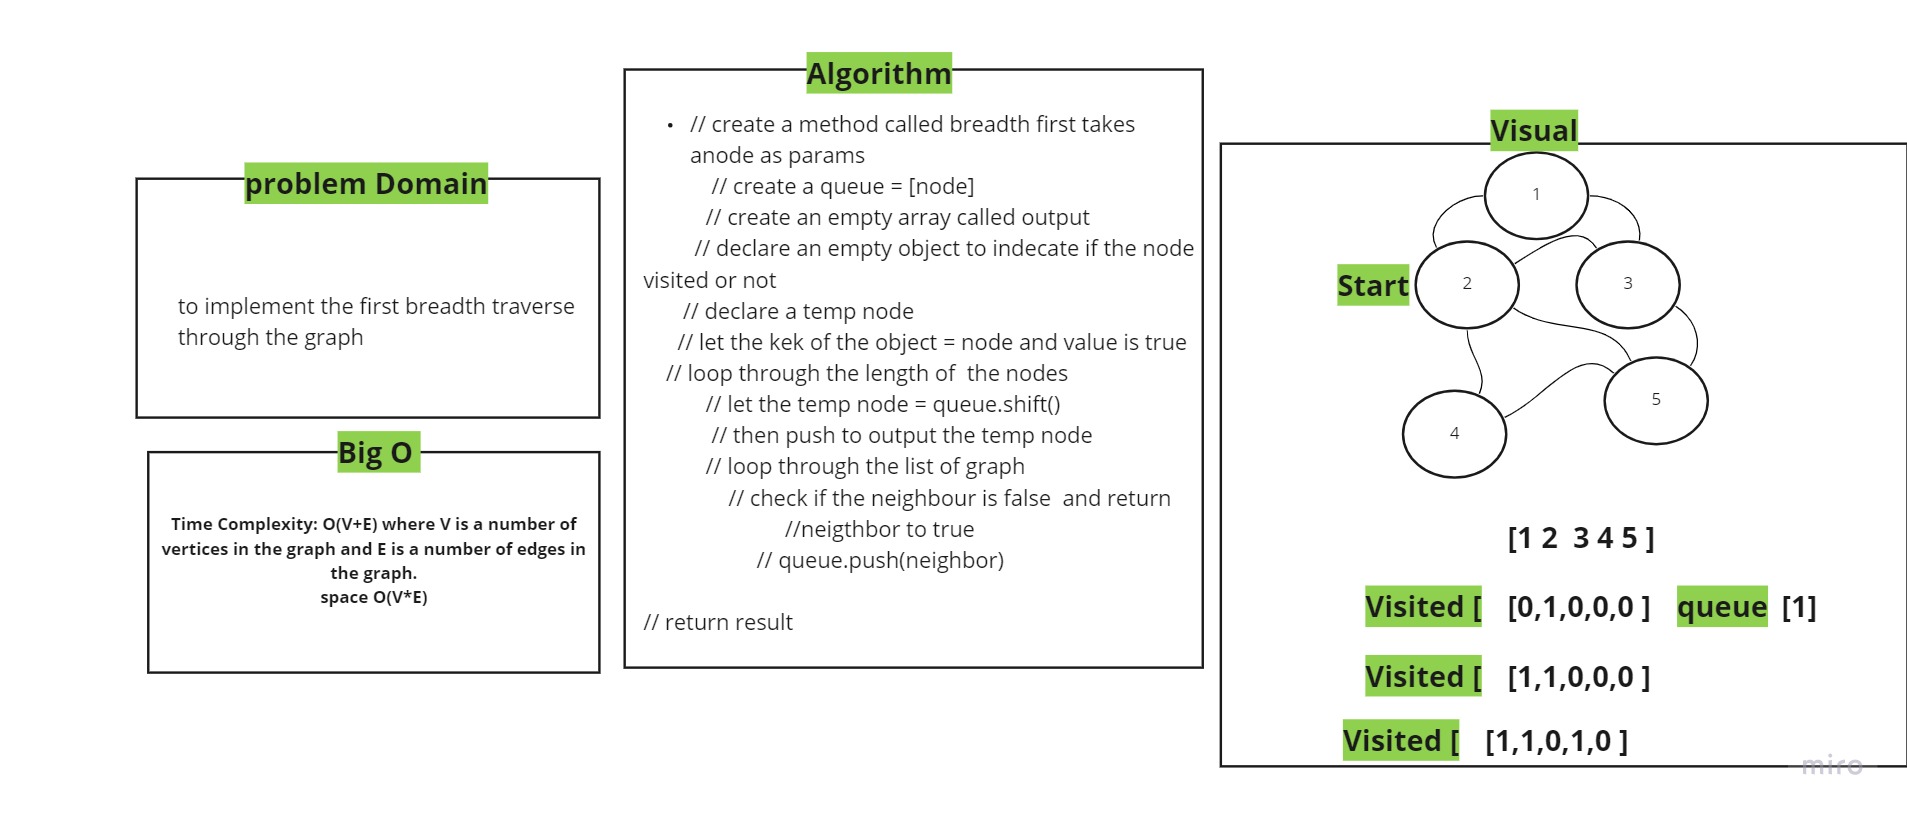 problem Domain
to implement the first breadth traverse
through the graph
Big O
Time Complexity: O(V+E) where V is a number of
vertices in the graph and E is a number of edges in
the graph.
space O(V*E)
Algorithm
• // create a method called breadth first takes
anode as params
// create a queue = [node]
// create an empty array called output
// declare an empty object to indecate if the node
visited or not
// declare a temp node
// let the kek of the object = node and value is true
// loop through the length of  the nodes
// let the temp node = queue.shift()
// then push to output the temp node
// loop through the list of graph
// check if the neighbour is false  and return
//neigthbor to true
// queue.push(neighbor)
// return result
Visual
1
Start
2
3
5
4
[1 2  3 4 5 ]
Visited [ [0,1,0,0,0 ] queue [1]
Visited [ [1,1,0,0,0 ]
Visited [ [1,1,0,1,0 ]
miro